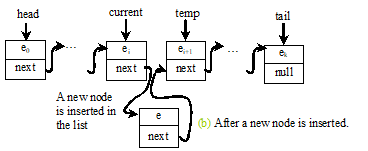 head current temp tail
e0 ... ei ei+1 ... ek
next next next null
A new node
is inserted in
the list
e
next
(b) After a new node is inserted.